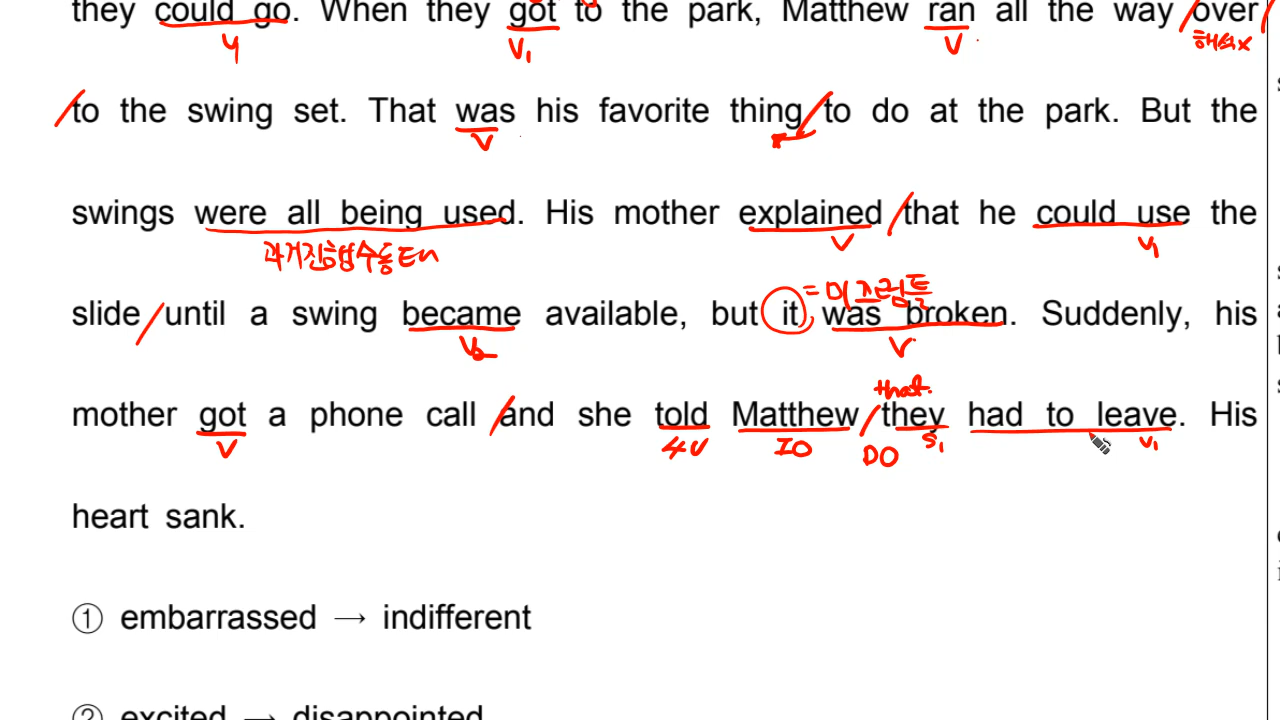 they could go. When they got to the park, Matthew ran all the way over
V₁ V 해석x
to the swing set. That was his favorite thing to do at the park. But the
V
swings were all being used. His mother explained that he could use the
과거진행수동태 V V₁
= 미끄럼틀
slide until a swing became available, but it was broken. Suddenly, his
V₂ V
that
mother got a phone call and she told Matthew they had to leave. His
V 4V IO DO S₁ V₁
heart sank.
① embarrassed → indifferent
② excited → disappointed